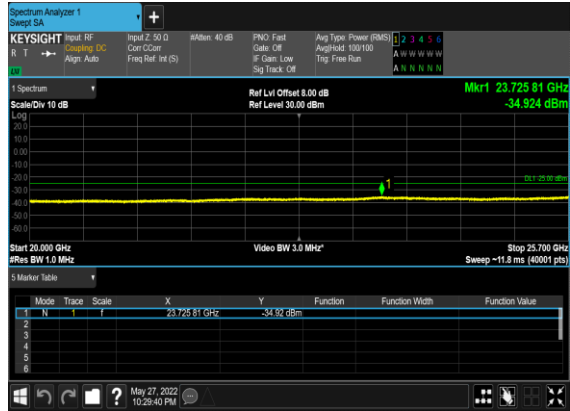 Spectrum Analyzer 1
Swept SA
KEYSIGHT Input: RF Input Z: 50 Ω #Atten: 40 dB PNO: Fast Avg Type: Power (RMS) 1 2 3 4 5 6
R T Coupling: DC Corr CCorr Gate: Off Avg|Hold: 100/100 A W W W W W
Align: Auto Freq Ref: Int (S) IF Gain: Low Trig: Free Run
Sig Track: Off A N N N N N
1 Spectrum Ref Lvl Offset 8.00 dB Mkr1 23.725 81 GHz
Scale/Div 10 dB Ref Level 30.00 dBm -34.924 dBm
Log
20.0
10.0
0.00
-10.0
-20.0
DL1 -25.00 dBm
1
-30.0
-40.0
-50.0
-60.0
Start 20.000 GHz Video BW 3.0 MHz* Stop 25.700 GHz
#Res BW 1.0 MHz Sweep ~11.8 ms (40001 pts)
5 Marker Table
Mode Trace Scale X Y Function Function Width Function Value
1 N 1 f 23.725 81 GHz -34.92 dBm
2
3
4
5
6
? May 27, 2022
10:29:40 PM